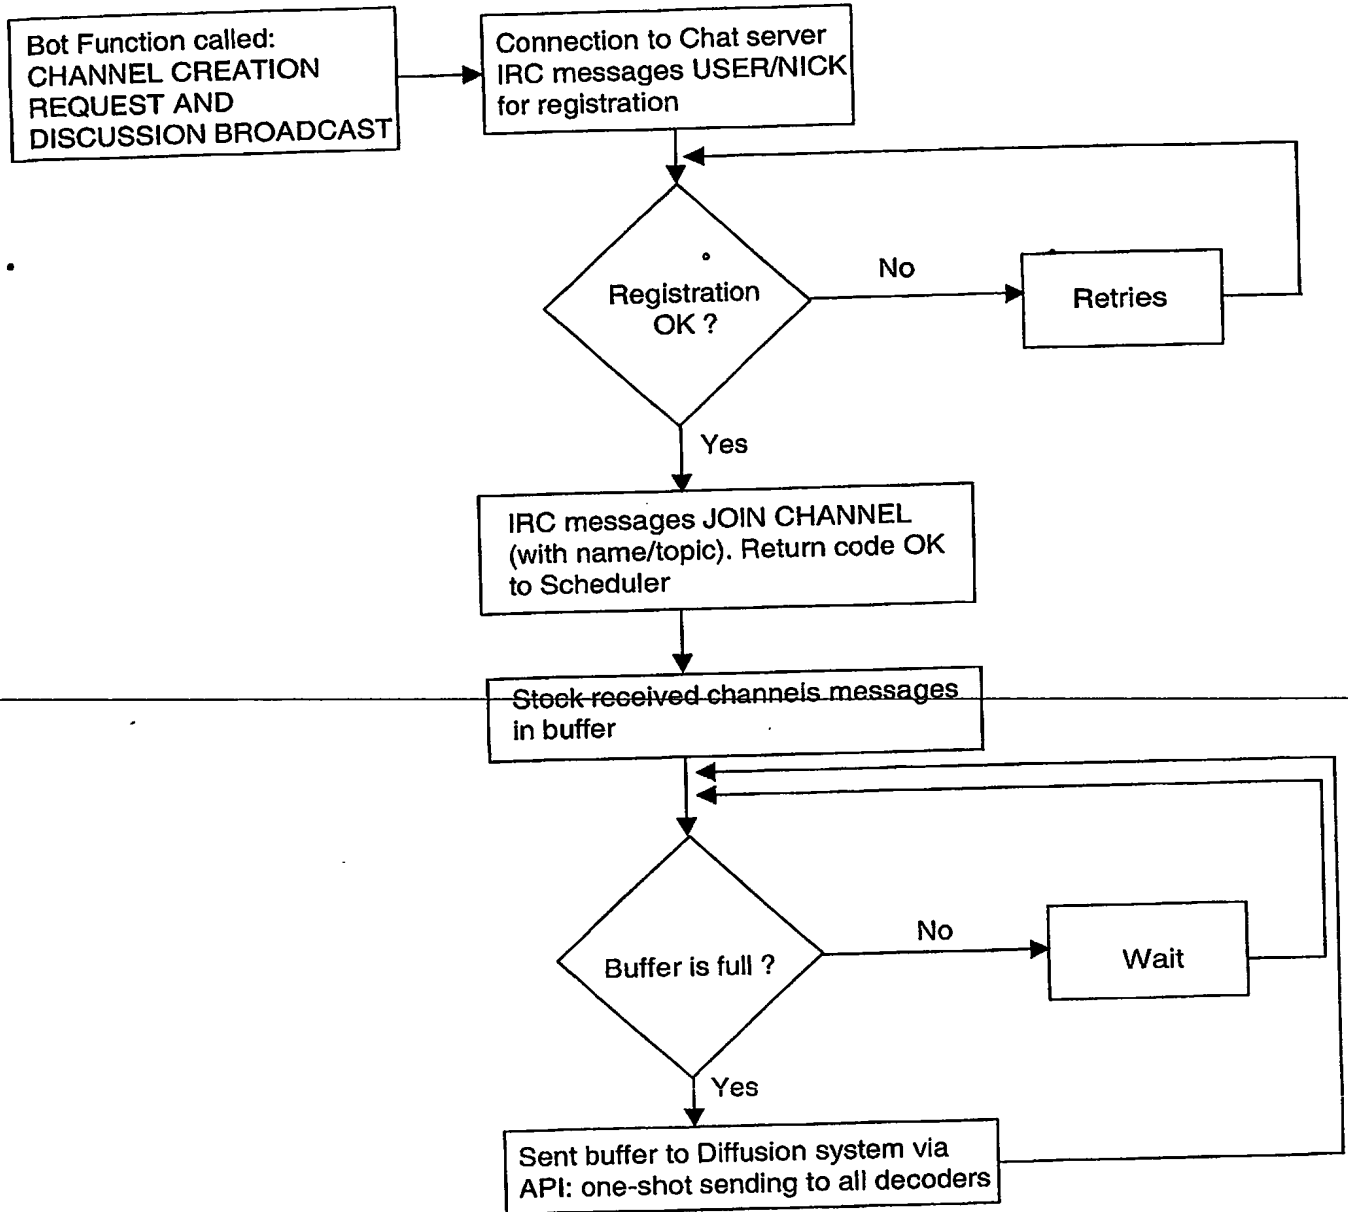 Bot Function called:
CHANNEL CREATION
REQUEST AND
DISCUSSION BROADCAST
Connection to Chat server
IRC messages USER/NICK
for registration
Registration
OK ?
No
Retries
Yes
IRC messages JOIN CHANNEL
(with name/topic). Return code OK
to Scheduler
Stock received channels messages
in buffer
Buffer is full ?
No
Wait
Yes
Sent buffer to Diffusion system via
API: one-shot sending to all decoders